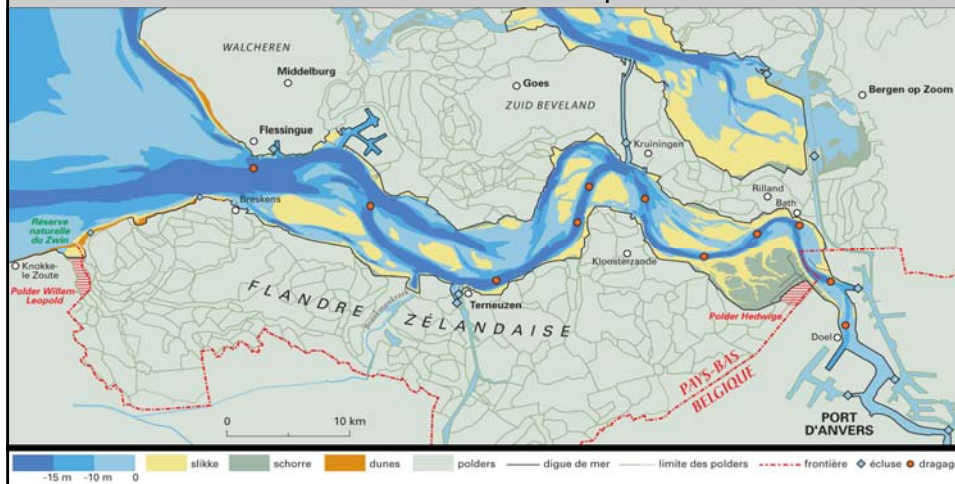 WALCHEREN
Middelburg
Goes
ZUID BEVELAND
Bergen op Zoom
Flessingue
Kruiningen
Rilland
Bath
Breskens
Réserve
naturelle
du Zwin
Knokke-
le Zoute
Polder Willem-
Leopold
Kloosterzande
FLANDRE
ZÉLANDAISE
Terneuzen
Polder Hedwige
Doel
PAYS-BAS
BELGIQUE
PORT
D'ANVERS
0 10 km
-15 m -10 m 0 slikke schorre dunes polders digue de mer limite des polders frontière écluse dragag